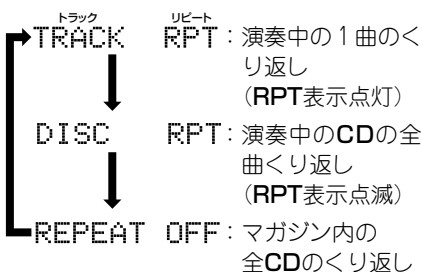 トラック リピート
TRACK RPT：演奏中の1曲のく
り返し
（RPT表示点灯）
DISC RPT：演奏中のCDの全
曲くり返し
（RPT表示点滅）
REPEAT OFF：マガジン内の
全CDのくり返し